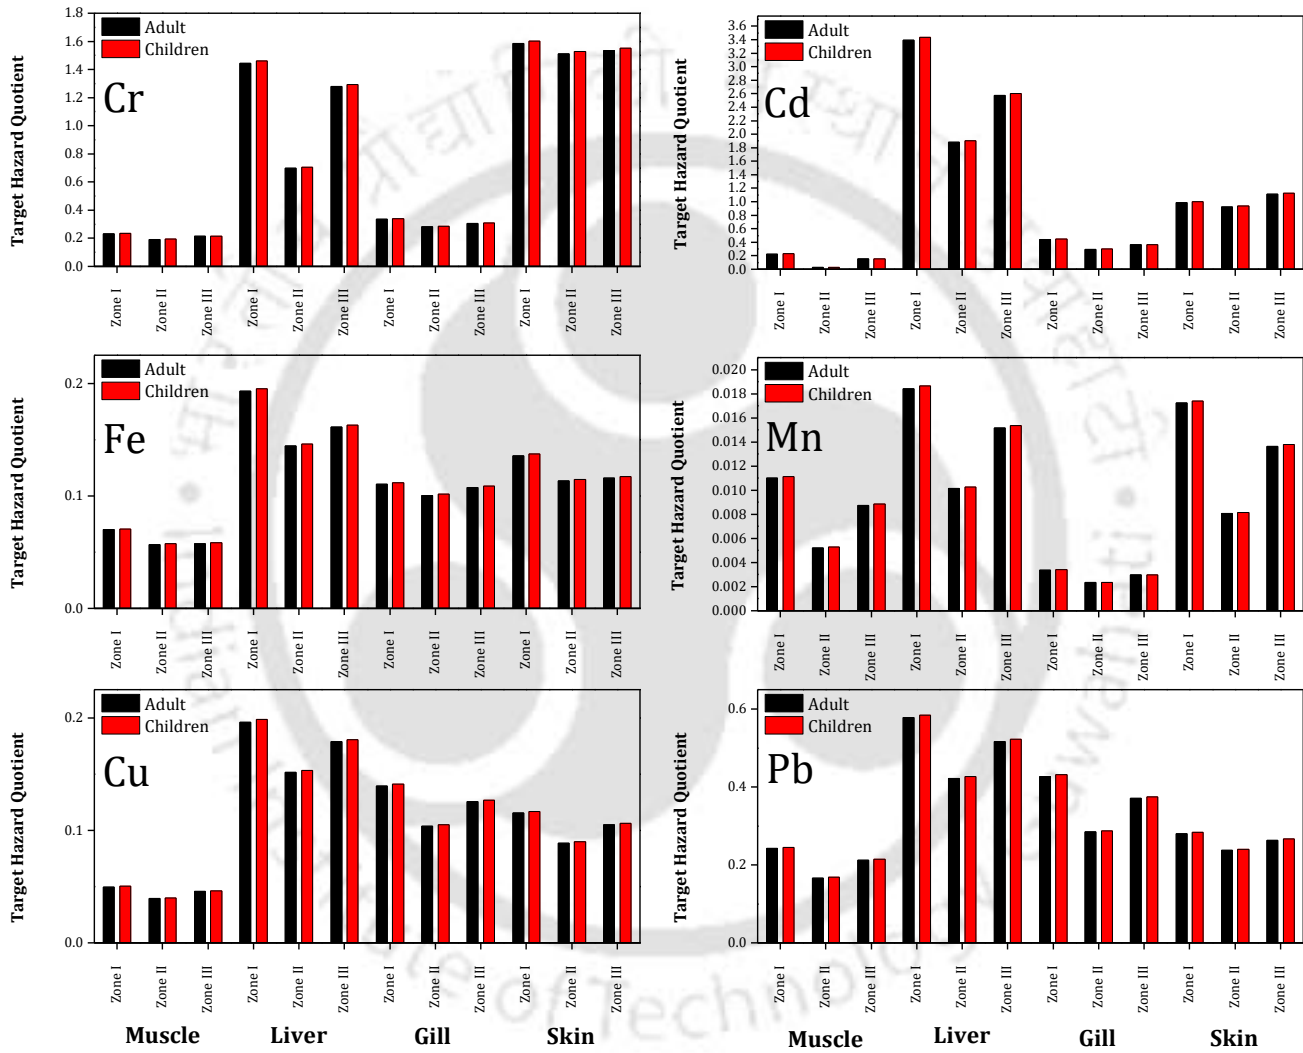 Adult
Children
Cr
Target Hazard Quotient
0.0
0.2
0.4
0.6
0.8
1.0
1.2
1.4
1.6
1.8
Zone I
Zone II
Zone III
Zone I
Zone II
Zone III
Zone I
Zone II
Zone III
Zone I
Zone II
Zone III
Adult
Children
Cd
Target Hazard Quotient
0.0
0.2
0.4
0.6
0.8
1.0
1.2
1.4
1.6
1.8
2.0
2.2
2.4
2.6
2.8
3.0
3.2
3.4
3.6
Zone I
Zone II
Zone III
Zone I
Zone II
Zone III
Zone I
Zone II
Zone III
Zone I
Zone II
Zone III
Adult
Children
Fe
Target Hazard Quotient
0.0
0.1
0.2
Zone I
Zone II
Zone III
Zone I
Zone II
Zone III
Zone I
Zone II
Zone III
Zone I
Zone II
Zone III
Adult
Children
Mn
Target Hazard Quotient
0.000
0.002
0.004
0.006
0.008
0.010
0.012
0.014
0.016
0.018
0.020
Zone I
Zone II
Zone III
Zone I
Zone II
Zone III
Zone I
Zone II
Zone III
Zone I
Zone II
Zone III
Adult
Children
Cu
Target Hazard Quotient
0.0
0.1
0.2
Zone I
Zone II
Zone III
Zone I
Zone II
Zone III
Zone I
Zone II
Zone III
Zone I
Zone II
Zone III
Muscle Liver Gill Skin
Adult
Children
Pb
Target Hazard Quotient
0.0
0.2
0.4
0.6
Zone I
Zone II
Zone III
Zone I
Zone II
Zone III
Zone I
Zone II
Zone III
Zone I
Zone II
Zone III
Muscle Liver Gill Skin
Indian Institute of Technology Guwahati